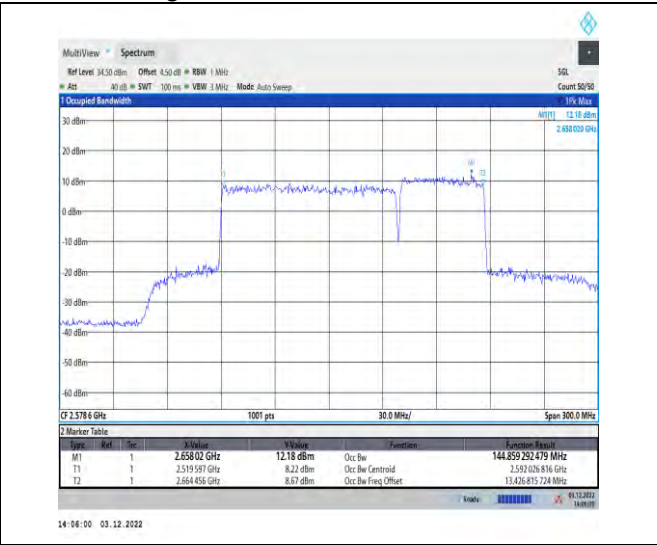 MultiView Spectrum
Ref Level 34.50 dBm Offset 4.50 dB RBW 1 MHz SGL
Att 40 dB SWT 100 ms VBW 3 MHz Mode Auto Sweep Count 50/50
1 Occupied Bandwidth 1Pk Max
M1[1] 12.18 dBm
2.658 020 GHz
30 dBm
20 dBm
M1
T2
10 dBm
0 dBm
-10 dBm
-20 dBm
-30 dBm
-40 dBm
-50 dBm
-60 dBm
CF 2.578 6 GHz 1001 pts 30.0 MHz/ Span 300.0 MHz
2 Marker Table
Type Ref Trc X-Value Y-Value Function Function Result
M1 1 2.658 02 GHz 12.18 dBm Occ Bw 144.859 292 479 MHz
T1 1 2.519 597 GHz 8.22 dBm Occ Bw Centroid 2.592 026 816 GHz
T2 1 2.664 456 GHz 8.67 dBm Occ Bw Freq Offset 13.426 815 724 MHz
Ready 03.12.2022
14:06:00 03.12.2022